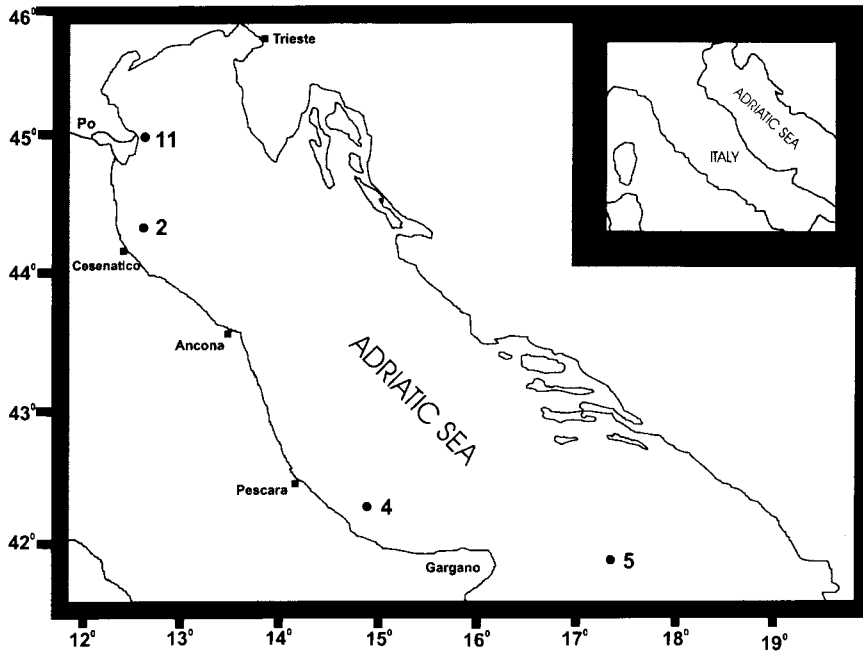 46°
Trieste
ADRIATIC SEA
ITALY
Po
45°
11
2
44°
Cesenatico
Ancona
ADRIATIC SEA
43°
Pescara
4
42°
Gargano
5
12° 13° 14° 15° 16° 17° 18° 19°